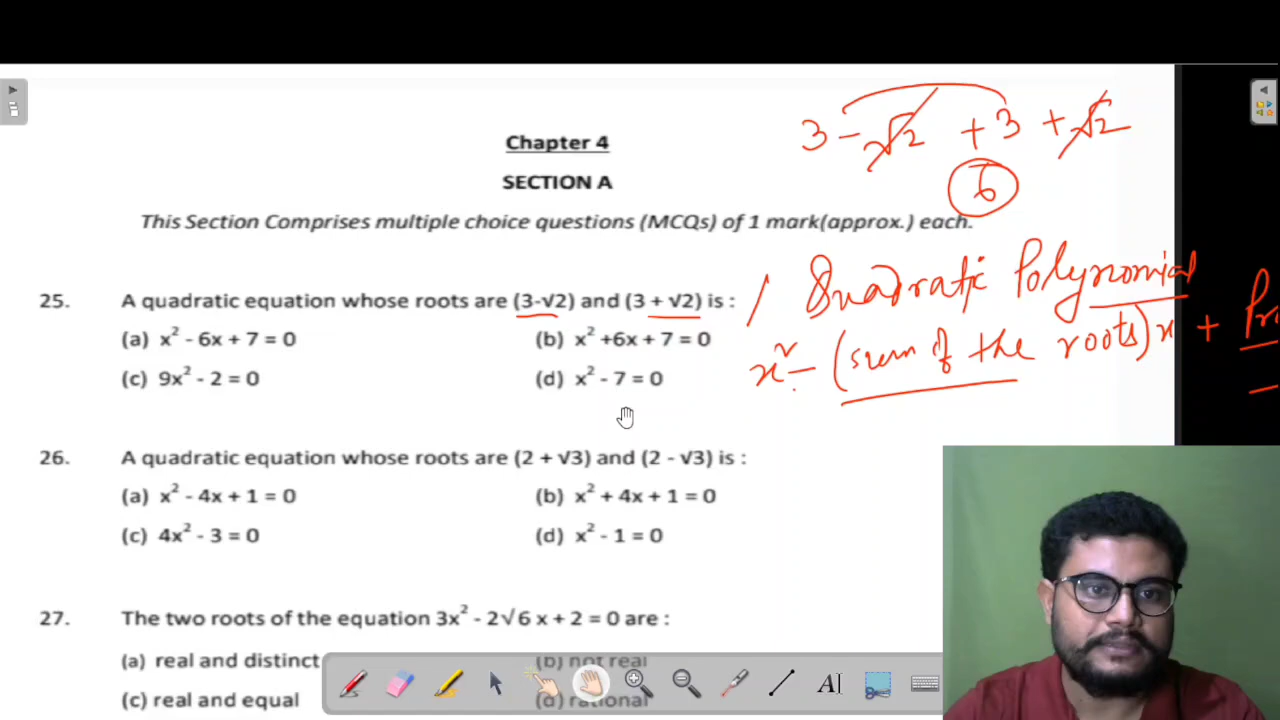 3 - √2 + 3 + √2
6
Chapter 4
SECTION A
This Section Comprises multiple choice questions (MCQs) of 1 mark(approx.) each.
25. A quadratic equation whose roots are (3-√2) and (3 + √2) is :
(a) x² - 6x + 7 = 0 (b) x² +6x + 7 = 0
(c) 9x² - 2 = 0 (d) x² - 7 = 0
Quadratic Polynomial
x² - (sum of the roots)x + Pr
26. A quadratic equation whose roots are (2 + √3) and (2 - √3) is :
(a) x² - 4x + 1 = 0 (b) x² + 4x + 1 = 0
(c) 4x² - 3 = 0 (d) x² - 1 = 0
27. The two roots of the equation 3x² - 2√6 x + 2 = 0 are :
(a) real and distinct (b) not real
(c) real and equal (d) rational
AI